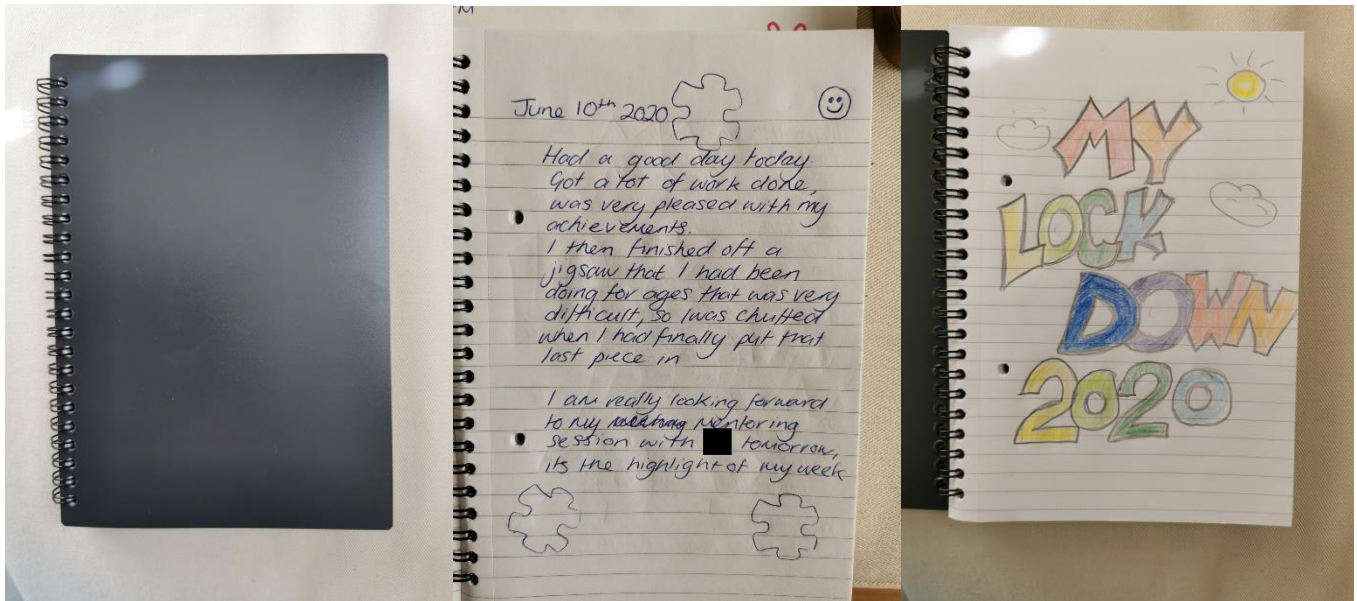 June 10th 2020
Had a good day today
Got a lot of work done,
was very pleased with my
achievements.
I then finished off a
jigsaw that I had been
doing for ages that was very
difficult, so I was chuffed
when I had finally put that
last piece in
I am really looking forward
to my mentoring
session with tomorrow,
its the highlight of my week
MY
LOCK
DOWN
2020